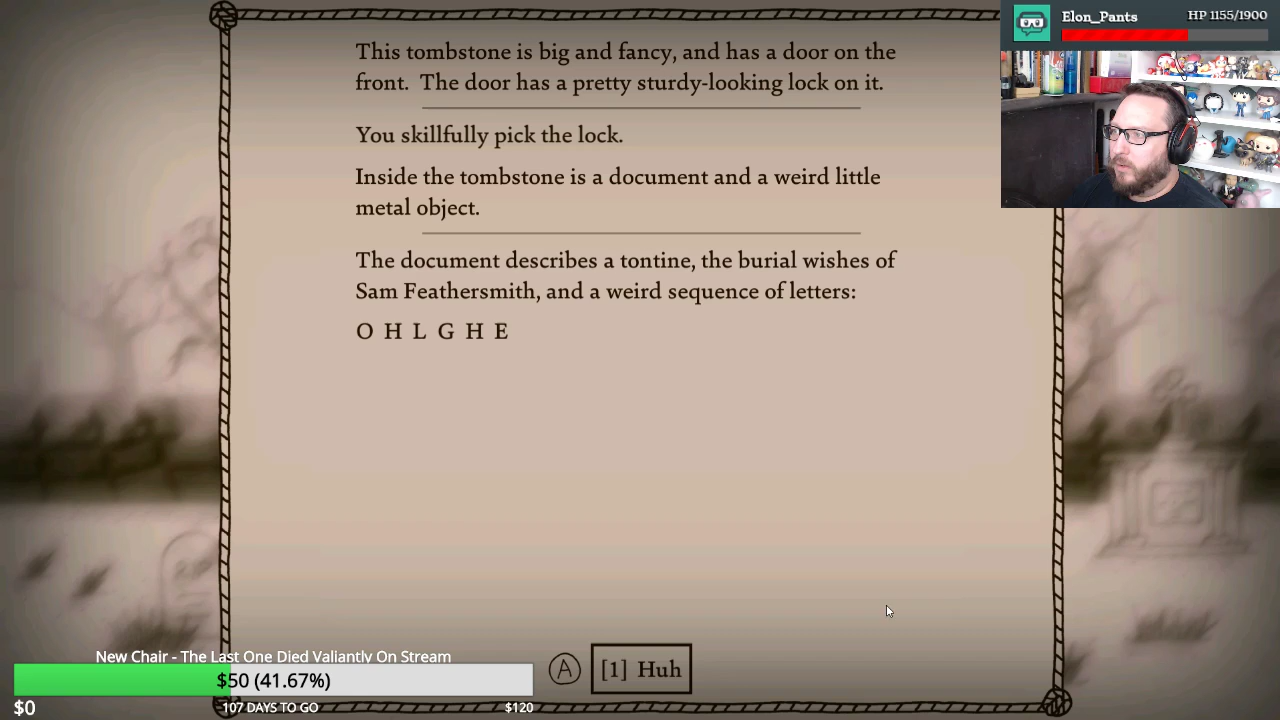 This tombstone is big and fancy, and has a door on the
front.  The door has a pretty sturdy-looking lock on it.
You skillfully pick the lock.
Inside the tombstone is a document and a weird little
metal object.
The document describes a tontine, the burial wishes of
Sam Feathersmith, and a weird sequence of letters:
O H L G H E
A [1] Huh
Elon_Pants HP 1155/1900
New Chair - The Last One Died Valiantly On Stream
$50 (41.67%)
$0 107 DAYS TO GO $120